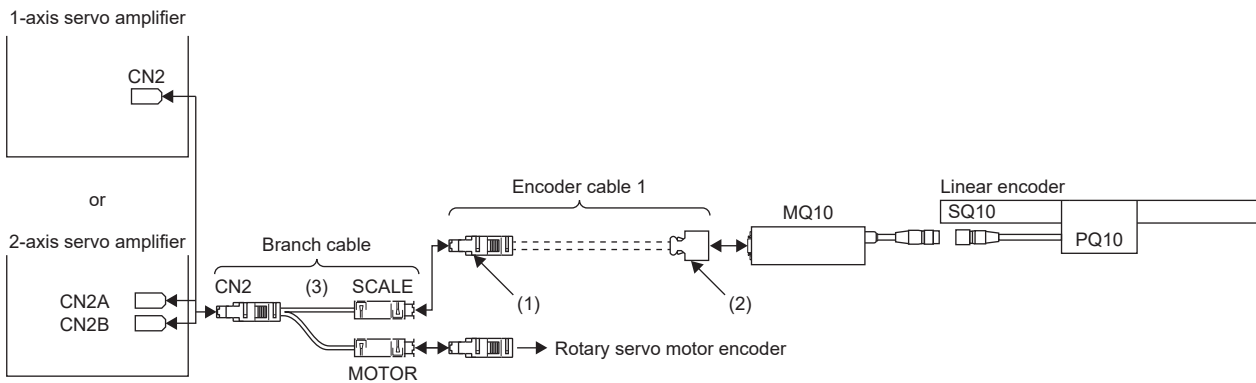 1-axis servo amplifier
CN2
or
2-axis servo amplifier
CN2A
CN2B
Branch cable
CN2
(3)
SCALE
MOTOR
Encoder cable 1
(1)
(2)
MQ10
Linear encoder
SQ10
PQ10
Rotary servo motor encoder